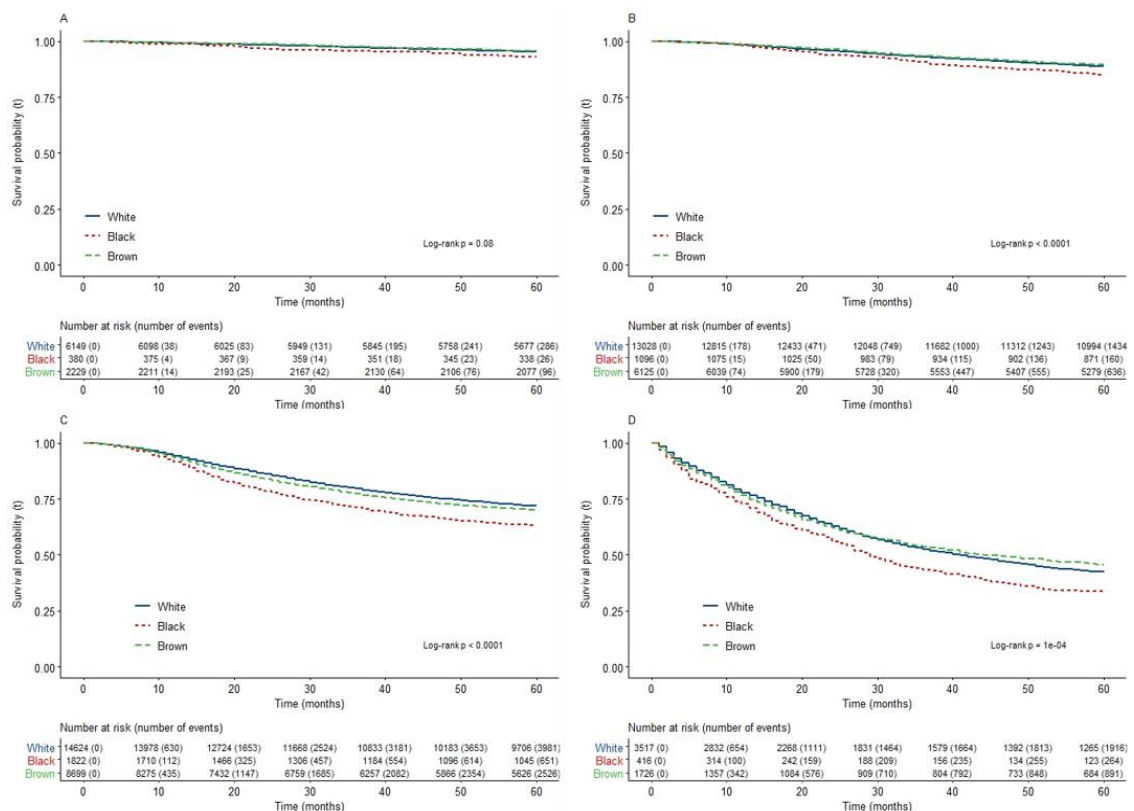 A
Survival probability (t)
1.00
0.75
0.50
0.25
0.00
White
Black
Brown
Log-rank p = 0.08
0 10 20 30 40 50 60
Time (months)
Number at risk (number of events)
White 6149 (0) 6098 (38) 6025 (83) 5949 (131) 5845 (195) 5758 (241) 5677 (286)
Black 380 (0) 375 (4) 367 (9) 359 (14) 351 (18) 345 (23) 338 (26)
Brown 2229 (0) 2211 (14) 2193 (25) 2167 (42) 2130 (64) 2106 (76) 2077 (96)
0 10 20 30 40 50 60
Time (months)
B
Survival probability (t)
1.00
0.75
0.50
0.25
0.00
White
Black
Brown
Log-rank p < 0.0001
0 10 20 30 40 50 60
Time (months)
Number at risk (number of events)
White 13028 (0) 12815 (178) 12433 (471) 12048 (749) 11682 (1000) 11312 (1243) 10994 (1434
Black 1096 (0) 1075 (15) 1025 (50) 983 (79) 934 (115) 902 (136) 871 (160)
Brown 6125 (0) 6039 (74) 5900 (179) 5728 (320) 5553 (447) 5407 (555) 5279 (636)
0 10 20 30 40 50 60
Time (months)
C
Survival probability (t)
1.00
0.75
0.50
0.25
0.00
White
Black
Brown
Log-rank p < 0.0001
0 10 20 30 40 50 60
Time (months)
Number at risk (number of events)
White 14624 (0) 13978 (630) 12724 (1653) 11668 (2524) 10833 (3181) 10183 (3653) 9706 (3981)
Black 1822 (0) 1710 (112) 1466 (325) 1306 (457) 1184 (554) 1096 (614) 1045 (651)
Brown 8699 (0) 8275 (435) 7432 (1147) 6759 (1685) 6257 (2082) 5866 (2354) 5626 (2526)
0 10 20 30 40 50 60
Time (months)
D
Survival probability (t)
1.00
0.75
0.50
0.25
0.00
White
Black
Brown
Log-rank p = 1e-04
0 10 20 30 40 50 60
Time (months)
Number at risk (number of events)
White 3517 (0) 2832 (654) 2268 (1111) 1831 (1464) 1579 (1664) 1392 (1813) 1265 (1916)
Black 416 (0) 314 (100) 242 (159) 188 (209) 156 (235) 134 (255) 123 (264)
Brown 1726 (0) 1357 (342) 1084 (576) 909 (710) 804 (792) 733 (848) 684 (891)
0 10 20 30 40 50 60
Time (months)